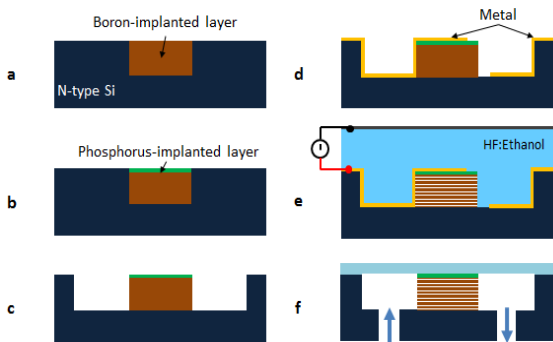 Boron-implanted layer
a
N-type Si
Phosphorus-implanted layer
b
c
Metal
d
HF:Ethanol
e
f